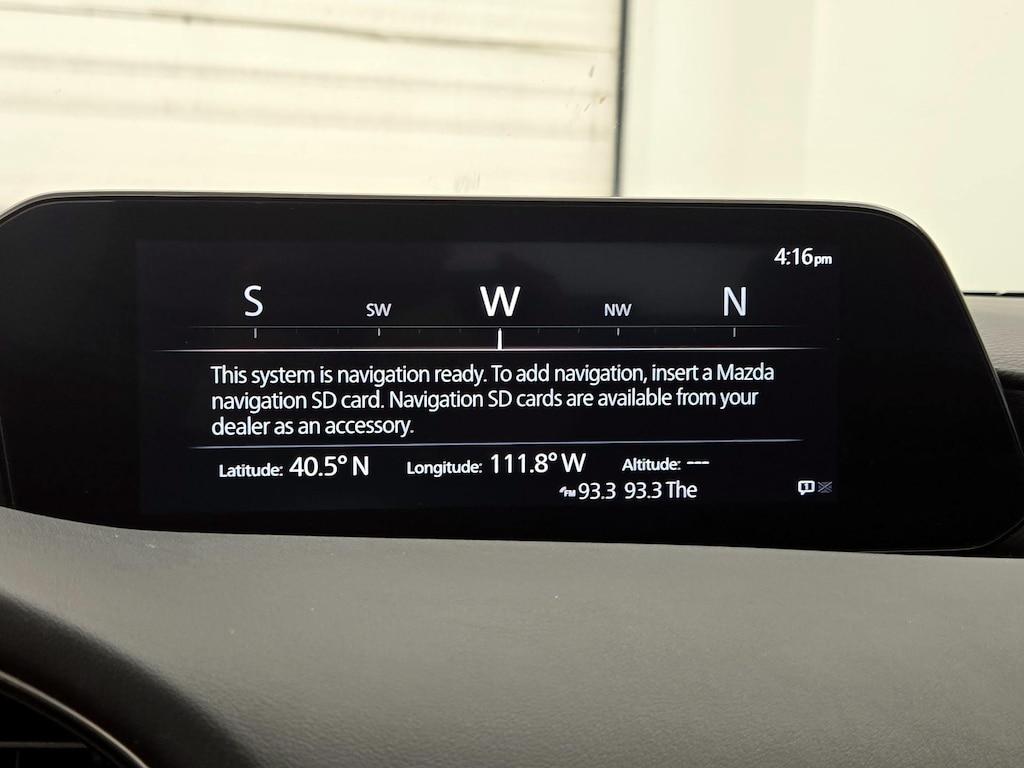 4:16pm
S SW W NW N
This system is navigation ready. To add navigation, insert a Mazda
navigation SD card. Navigation SD cards are available from your
dealer as an accessory.
Latitude: 40.5° N Longitude: 111.8° W Altitude: ---
FM 93.3 93.3 The
1